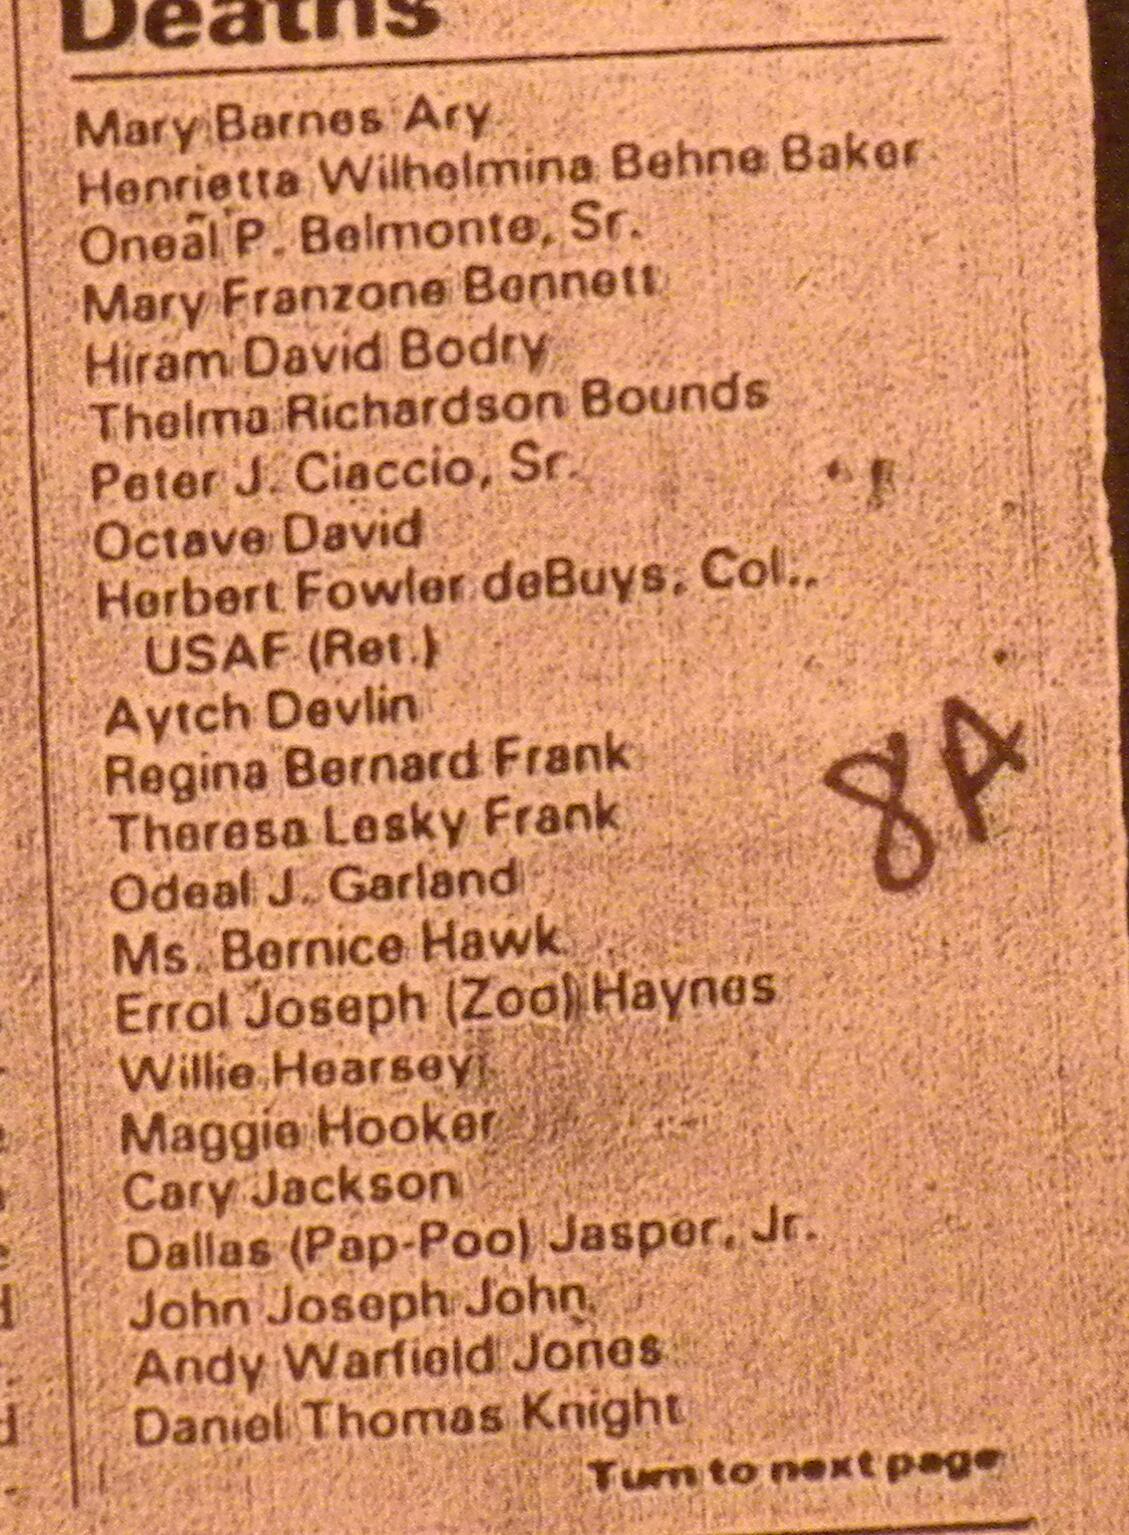 Deaths
Mary Barnes Ary
Henrietta Wilhelmina Behne Baker
Oneal P. Belmonte, Sr.
Mary Franzone Bennett
Hiram David Bodry
Thelma Richardson Bounds
Peter J. Ciaccio, Sr.
Octave David
Herbert Fowler deBuys, Col.,
USAF (Ret.)
Aytch Devlin
Regina Bernard Frank
Theresa Lesky Frank
Odeal J. Garland
Ms. Bernice Hawk
Errol Joseph (Zoo) Haynes
Willie Hearsey
Maggie Hooker
Cary Jackson
Dallas (Pap-Poo) Jasper, Jr.
John Joseph John
Andy Warfield Jones
Daniel Thomas Knight
Turn to next page
8A